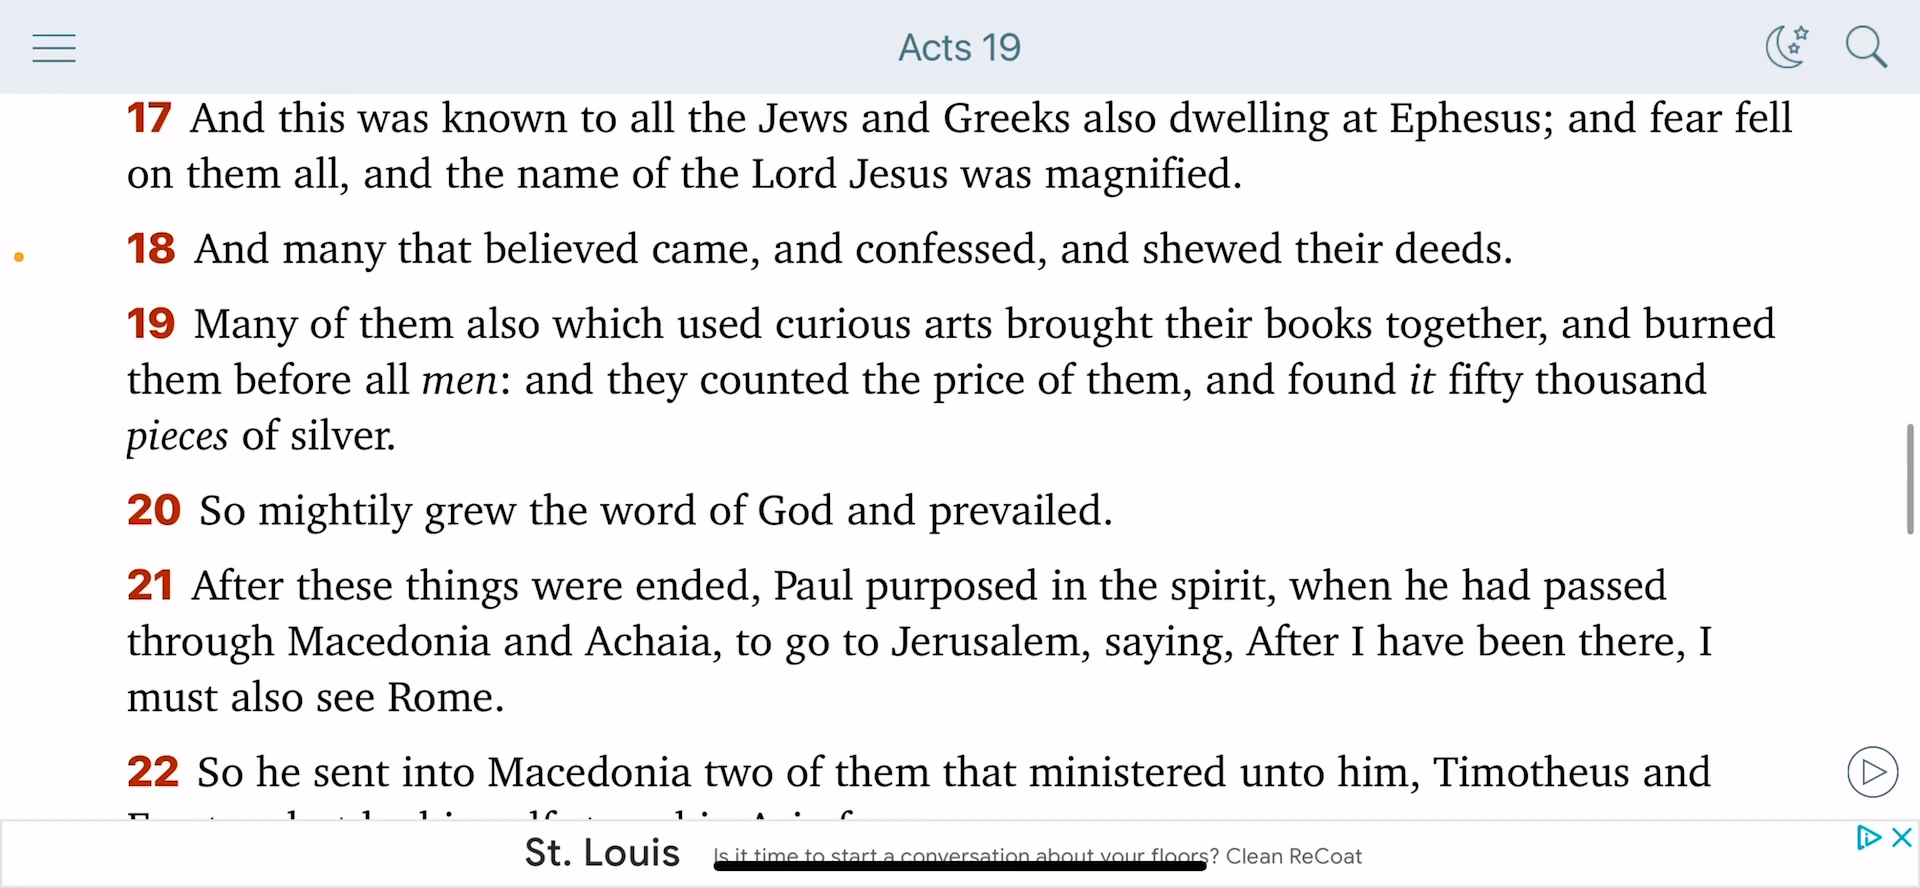 Acts 19
17 And this was known to all the Jews and Greeks also dwelling at Ephesus; and fear fell
on them all, and the name of the Lord Jesus was magnified.
18 And many that believed came, and confessed, and shewed their deeds.
19 Many of them also which used curious arts brought their books together, and burned
them before all men: and they counted the price of them, and found it fifty thousand
pieces of silver.
20 So mightily grew the word of God and prevailed.
21 After these things were ended, Paul purposed in the spirit, when he had passed
through Macedonia and Achaia, to go to Jerusalem, saying, After I have been there, I
must also see Rome.
22 So he sent into Macedonia two of them that ministered unto him, Timotheus and
St. Louis
Is it time to start a conversation about your floors? Clean ReCoat